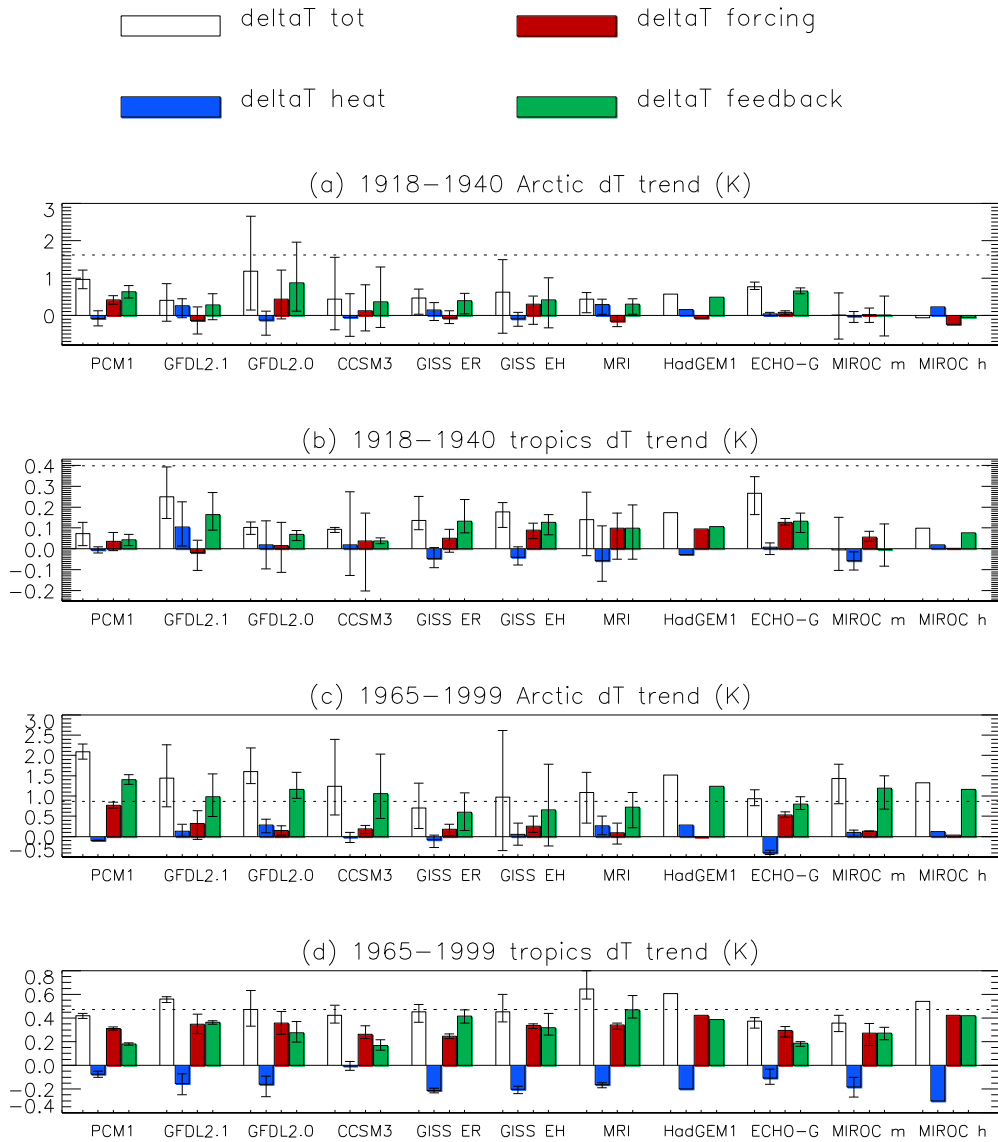 deltaT tot deltaT forcing
deltaT heat deltaT feedback
(a) 1918−1940 Arctic dT trend (K)
3
2
1
0
PCM1 GFDL2.1 GFDL2.0 CCSM3 GISS ER GISS EH MRI HadGEM1 ECHO−G MIROC m MIROC h
(b) 1918−1940 tropics dT trend (K)
0.4
0.3
0.2
0.1
0.0
−0.1
−0.2
PCM1 GFDL2.1 GFDL2.0 CCSM3 GISS ER GISS EH MRI HadGEM1 ECHO−G MIROC m MIROC h
(c) 1965−1999 Arctic dT trend (K)
3.0
2.5
2.0
1.5
1.0
0.5
0.0
−0.5
PCM1 GFDL2.1 GFDL2.0 CCSM3 GISS ER GISS EH MRI HadGEM1 ECHO−G MIROC m MIROC h
(d) 1965−1999 tropics dT trend (K)
0.8
0.6
0.4
0.2
0.0
−0.2
−0.4
PCM1 GFDL2.1 GFDL2.0 CCSM3 GISS ER GISS EH MRI HadGEM1 ECHO−G MIROC m MIROC h